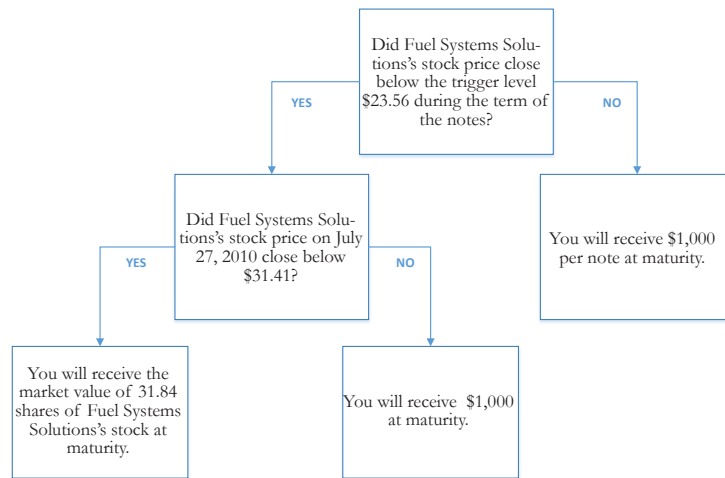 Did Fuel Systems Solu-
tions's stock price close
below the trigger level
$23.56 during the term of
the notes?
YES
NO
Did Fuel Systems Solu-
tions's stock price on July
27, 2010 close below
$31.41?
You will receive $1,000
per note at maturity.
YES
NO
You will receive the
market value of 31.84
shares of Fuel Systems
Solutions's stock at
maturity.
You will receive  $1,000
at maturity.